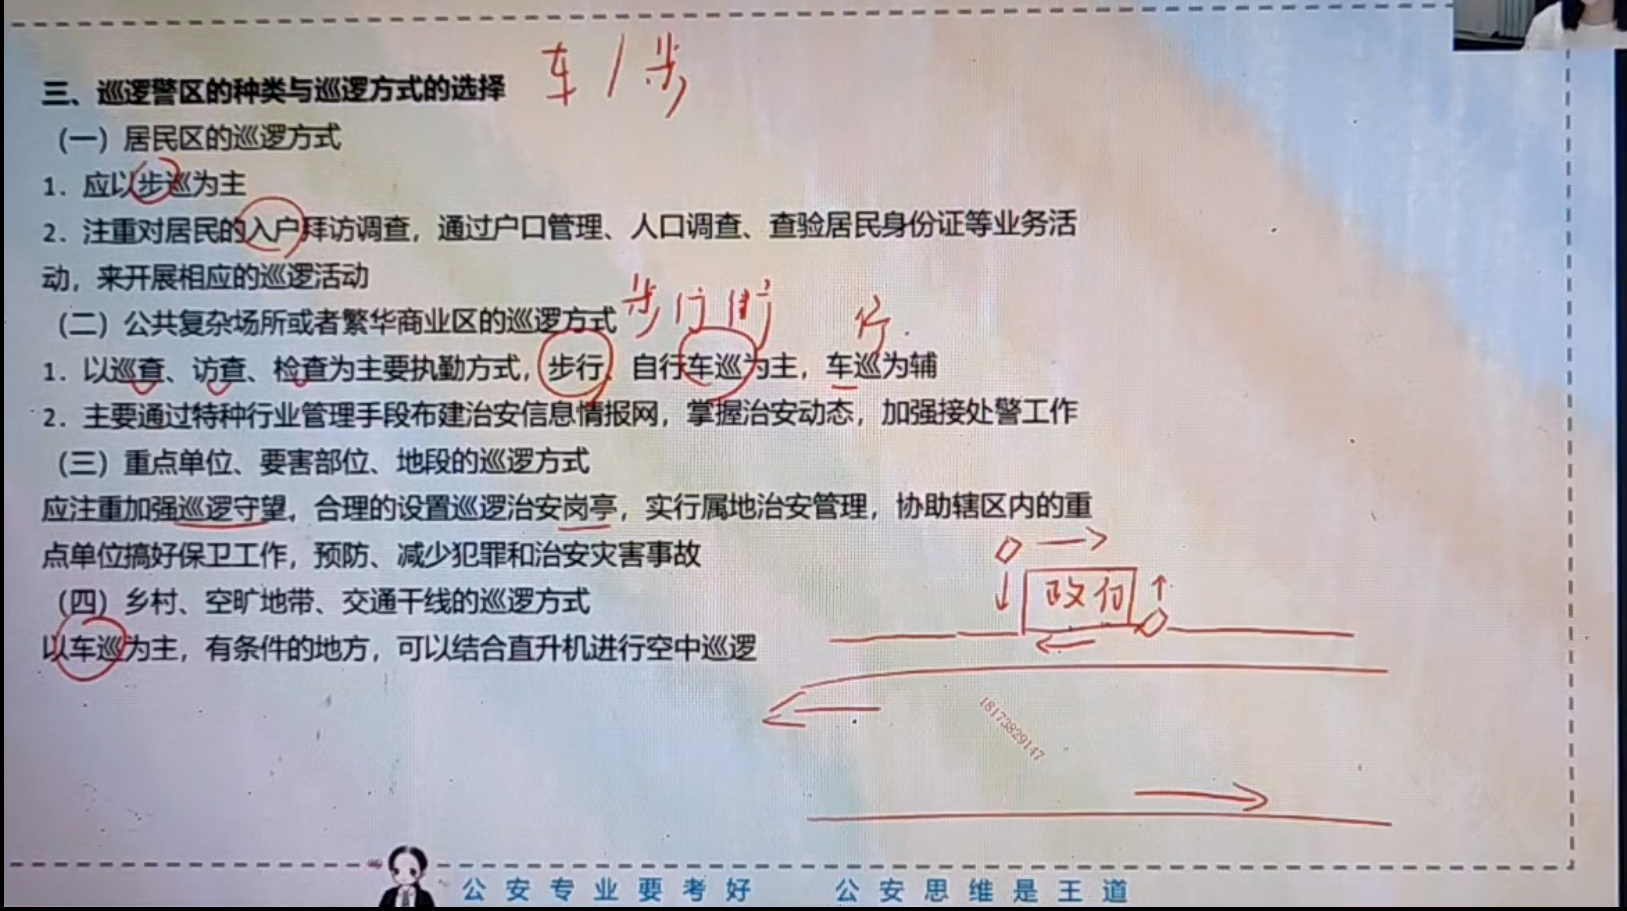 三、巡逻警区的种类与巡逻方式的选择
车 / 步
（一）居民区的巡逻方式
1. 应以步巡为主
2. 注重对居民的入户拜访调查，通过户口管理、人口调查、查验居民身份证等业务活
动，来开展相应的巡逻活动
（二）公共复杂场所或者繁华商业区的巡逻方式
步行街
1. 以巡查、访查、检查为主要执勤方式，步行、自行车巡为主，车巡为辅
2. 主要通过特种行业管理手段布建治安信息情报网，掌握治安动态，加强接处警工作
（三）重点单位、要害部位、地段的巡逻方式
应注重加强巡逻守望，合理的设置巡逻治安岗亭，实行属地治安管理，协助辖区内的重
点单位搞好保卫工作，预防、减少犯罪和治安灾害事故
（四）乡村、空旷地带、交通干线的巡逻方式
以车巡为主，有条件的地方，可以结合直升机进行空中巡逻
政府
18173829147
公安专业要考好 公安思维是王道